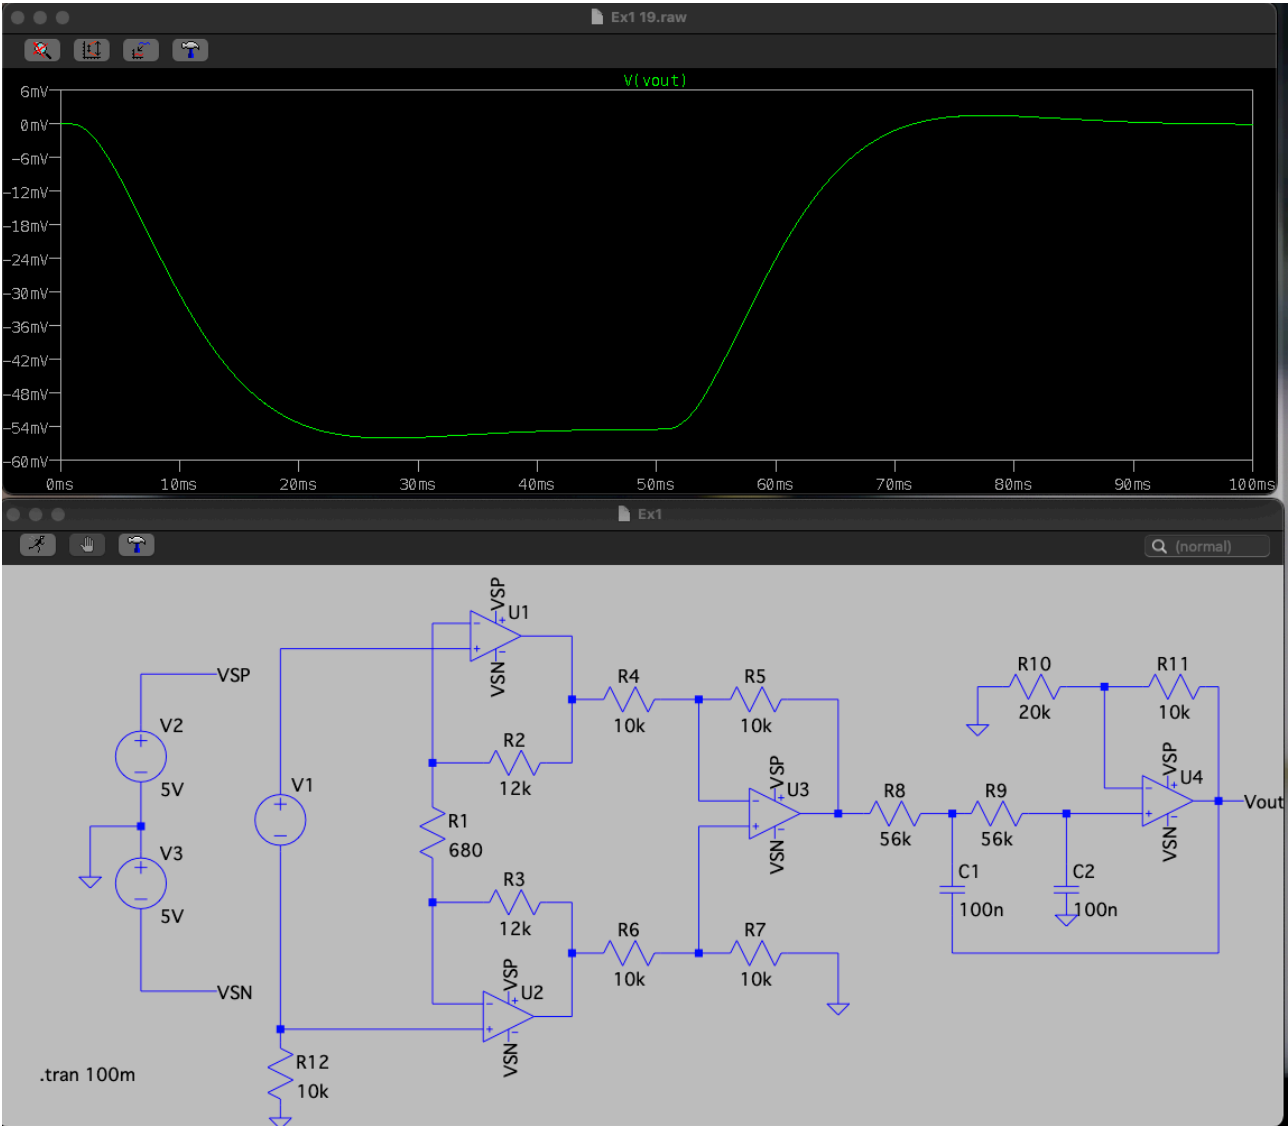 Ex1 19.raw
V(vout)
6mV
0mV
-6mV
-12mV
-18mV
-24mV
-30mV
-36mV
-42mV
-48mV
-54mV
-60mV
0ms 10ms 20ms 30ms 40ms 50ms 60ms 70ms 80ms 90ms 100ms
Ex1
(normal)
VSP
U1
VSN
VSP
V2
5V
V3
5V
VSN
V1
R12
10k
.tran 100m
R2
12k
R1
680
R3
12k
VSP
U2
VSN
R4
10k
R5
10k
R6
10k
R7
10k
VSP
U3
VSN
R8
56k
R9
56k
C1
100n
C2
100n
R10
20k
R11
10k
VSP
U4
VSN
Vout